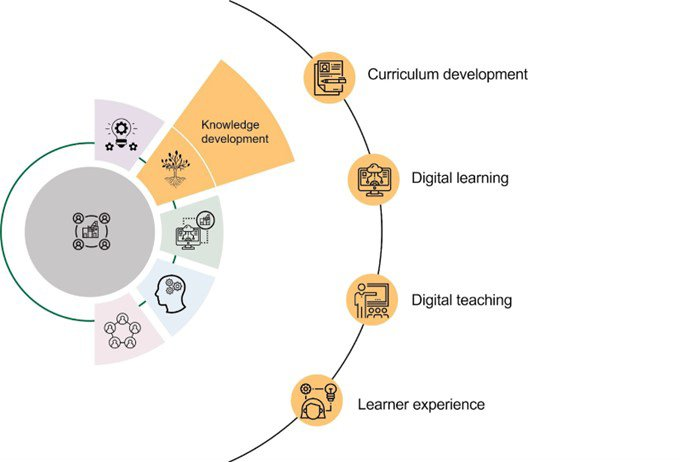 Curriculum development
Knowledge
development
Digital learning
Digital teaching
Learner experience